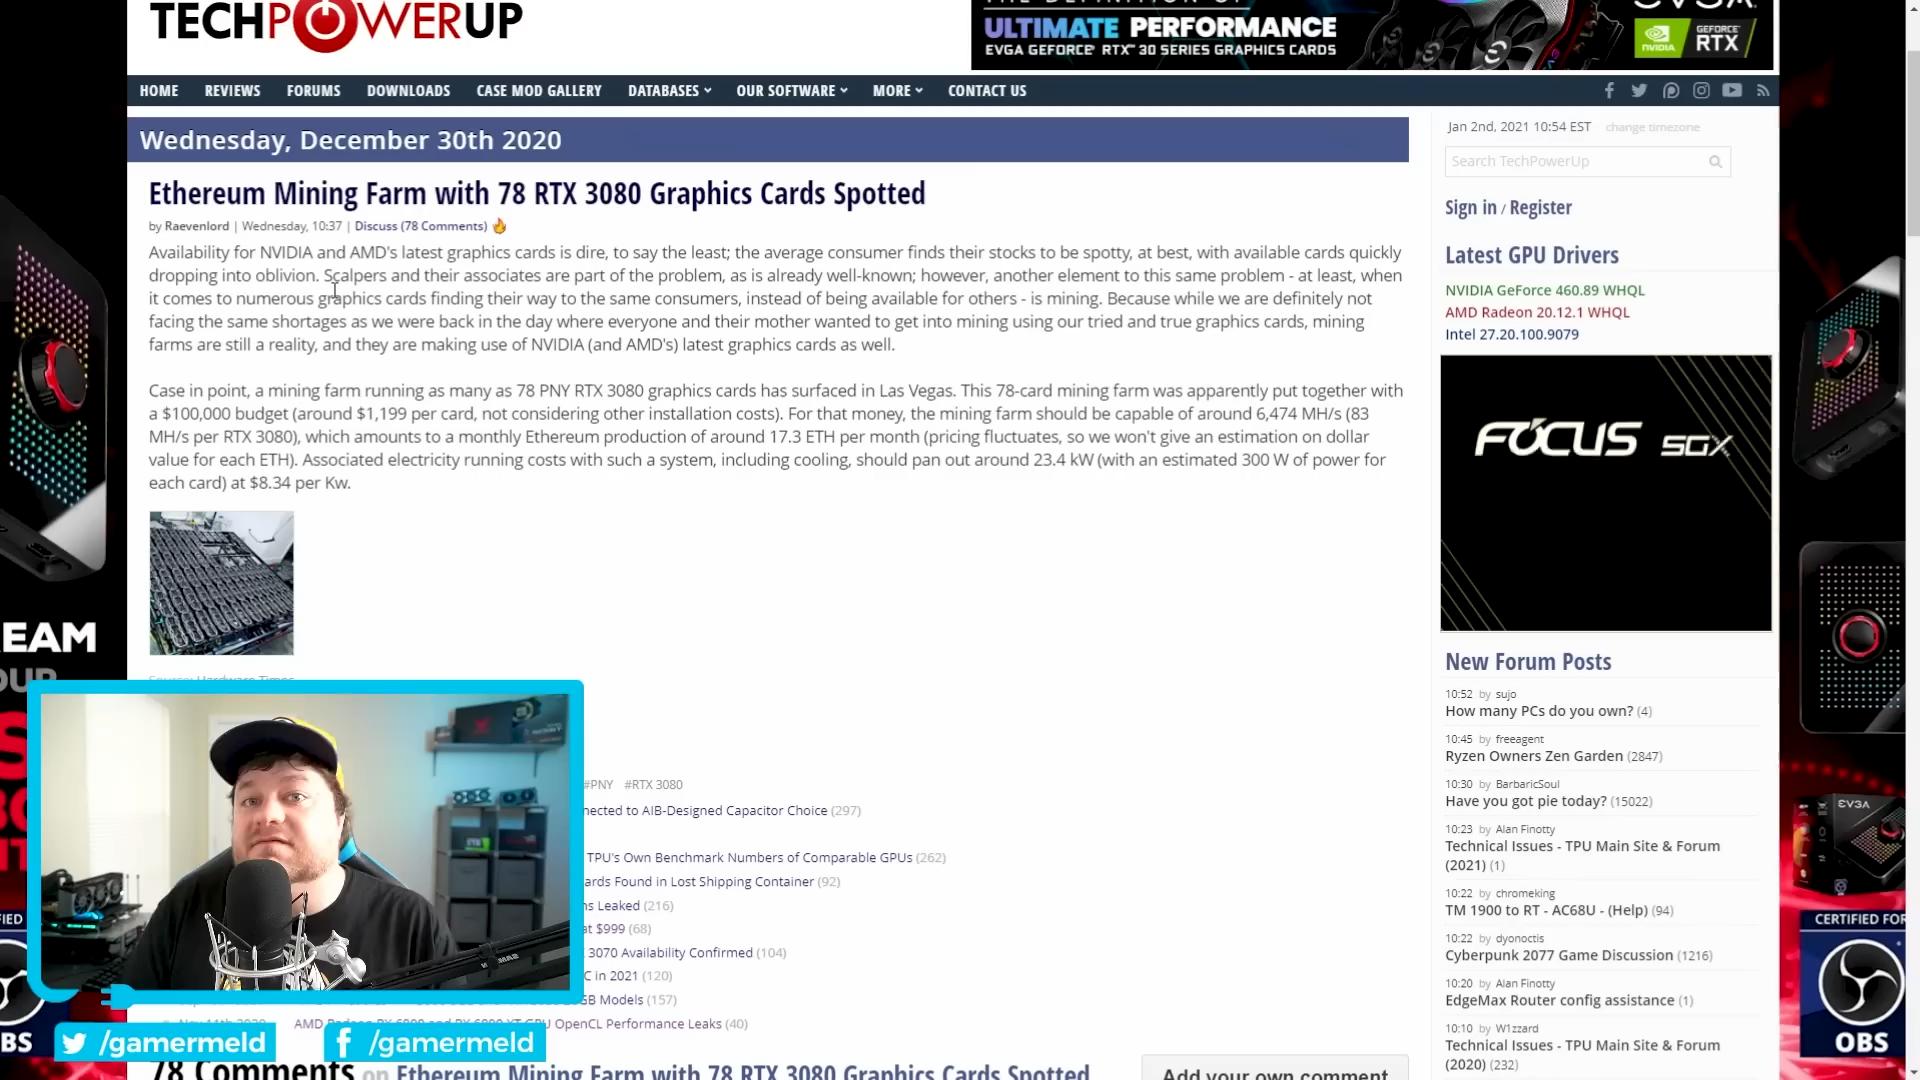 TECHPOWERUP
ULTIMATE PERFORMANCE
EVGA GEFORCE RTX™ 30 SERIES GRAPHICS CARDS
NVIDIA
GEFORCE
RTX
HOME REVIEWS FORUMS DOWNLOADS CASE MOD GALLERY DATABASES OUR SOFTWARE MORE CONTACT US
Wednesday, December 30th 2020
Ethereum Mining Farm with 78 RTX 3080 Graphics Cards Spotted
by Raevenlord | Wednesday, 10:37 | Discuss (78 Comments)
Availability for NVIDIA and AMD's latest graphics cards is dire, to say the least; the average consumer finds their stocks to be spotty, at best, with available cards quickly
dropping into oblivion. Scalpers and their associates are part of the problem, as is already well-known; however, another element to this same problem - at least, when
it comes to numerous graphics cards finding their way to the same consumers, instead of being available for others - is mining. Because while we are definitely not
facing the same shortages as we were back in the day where everyone and their mother wanted to get into mining using our tried and true graphics cards, mining
farms are still a reality, and they are making use of NVIDIA (and AMD's) latest graphics cards as well.
Case in point, a mining farm running as many as 78 PNY RTX 3080 graphics cards has surfaced in Las Vegas. This 78-card mining farm was apparently put together with
a $100,000 budget (around $1,199 per card, not considering other installation costs). For that money, the mining farm should be capable of around 6,474 MH/s (83
MH/s per RTX 3080), which amounts to a monthly Ethereum production of around 17.3 ETH per month (pricing fluctuates, so we won't give an estimation on dollar
value for each ETH). Associated electricity running costs with such a system, including cooling, should pan out around 23.4 kW (with an estimated 300 W of power for
each card) at $8.34 per Kw.
Source: Hardware Times
#PNY #RTX 3080
nected to AIB-Designed Capacitor Choice (297)
TPU's Own Benchmark Numbers of Comparable GPUs (262)
ards Found in Lost Shipping Container (92)
ns Leaked (216)
at $999 (68)
3070 Availability Confirmed (104)
C in 2021 (120)
GB Models (157)
Nov 11th 2020 AMD Radeon RX 6800 and RX 6800 XT GPU OpenCL Performance Leaks (40)
78 Comments on Ethereum Mining Farm with 78 RTX 3080 Graphics Cards Spotted
Add your own comment
Jan 2nd, 2021 10:54 EST change timezone
Search TechPowerUp
Sign in / Register
Latest GPU Drivers
NVIDIA GeForce 460.89 WHQL
AMD Radeon 20.12.1 WHQL
Intel 27.20.100.9079
FOCUS SGX
New Forum Posts
10:52 by sujo
How many PCs do you own? (4)
10:45 by freeagent
Ryzen Owners Zen Garden (2847)
10:30 by BarbaricSoul
Have you got pie today? (15022)
10:23 by Alan Finotty
Technical Issues - TPU Main Site & Forum
(2021) (1)
10:22 by chromeking
TM 1900 to RT - AC68U - (Help) (94)
10:22 by dyonoctis
Cyberpunk 2077 Game Discussion (1216)
10:20 by Alan Finotty
EdgeMax Router config assistance (1)
10:10 by W1zzard
Technical Issues - TPU Main Site & Forum
(2020) (232)
EAM
OUR
IED
BS
/gamermeld
/gamermeld
EVGA
CERTIFIED FOR
OBS